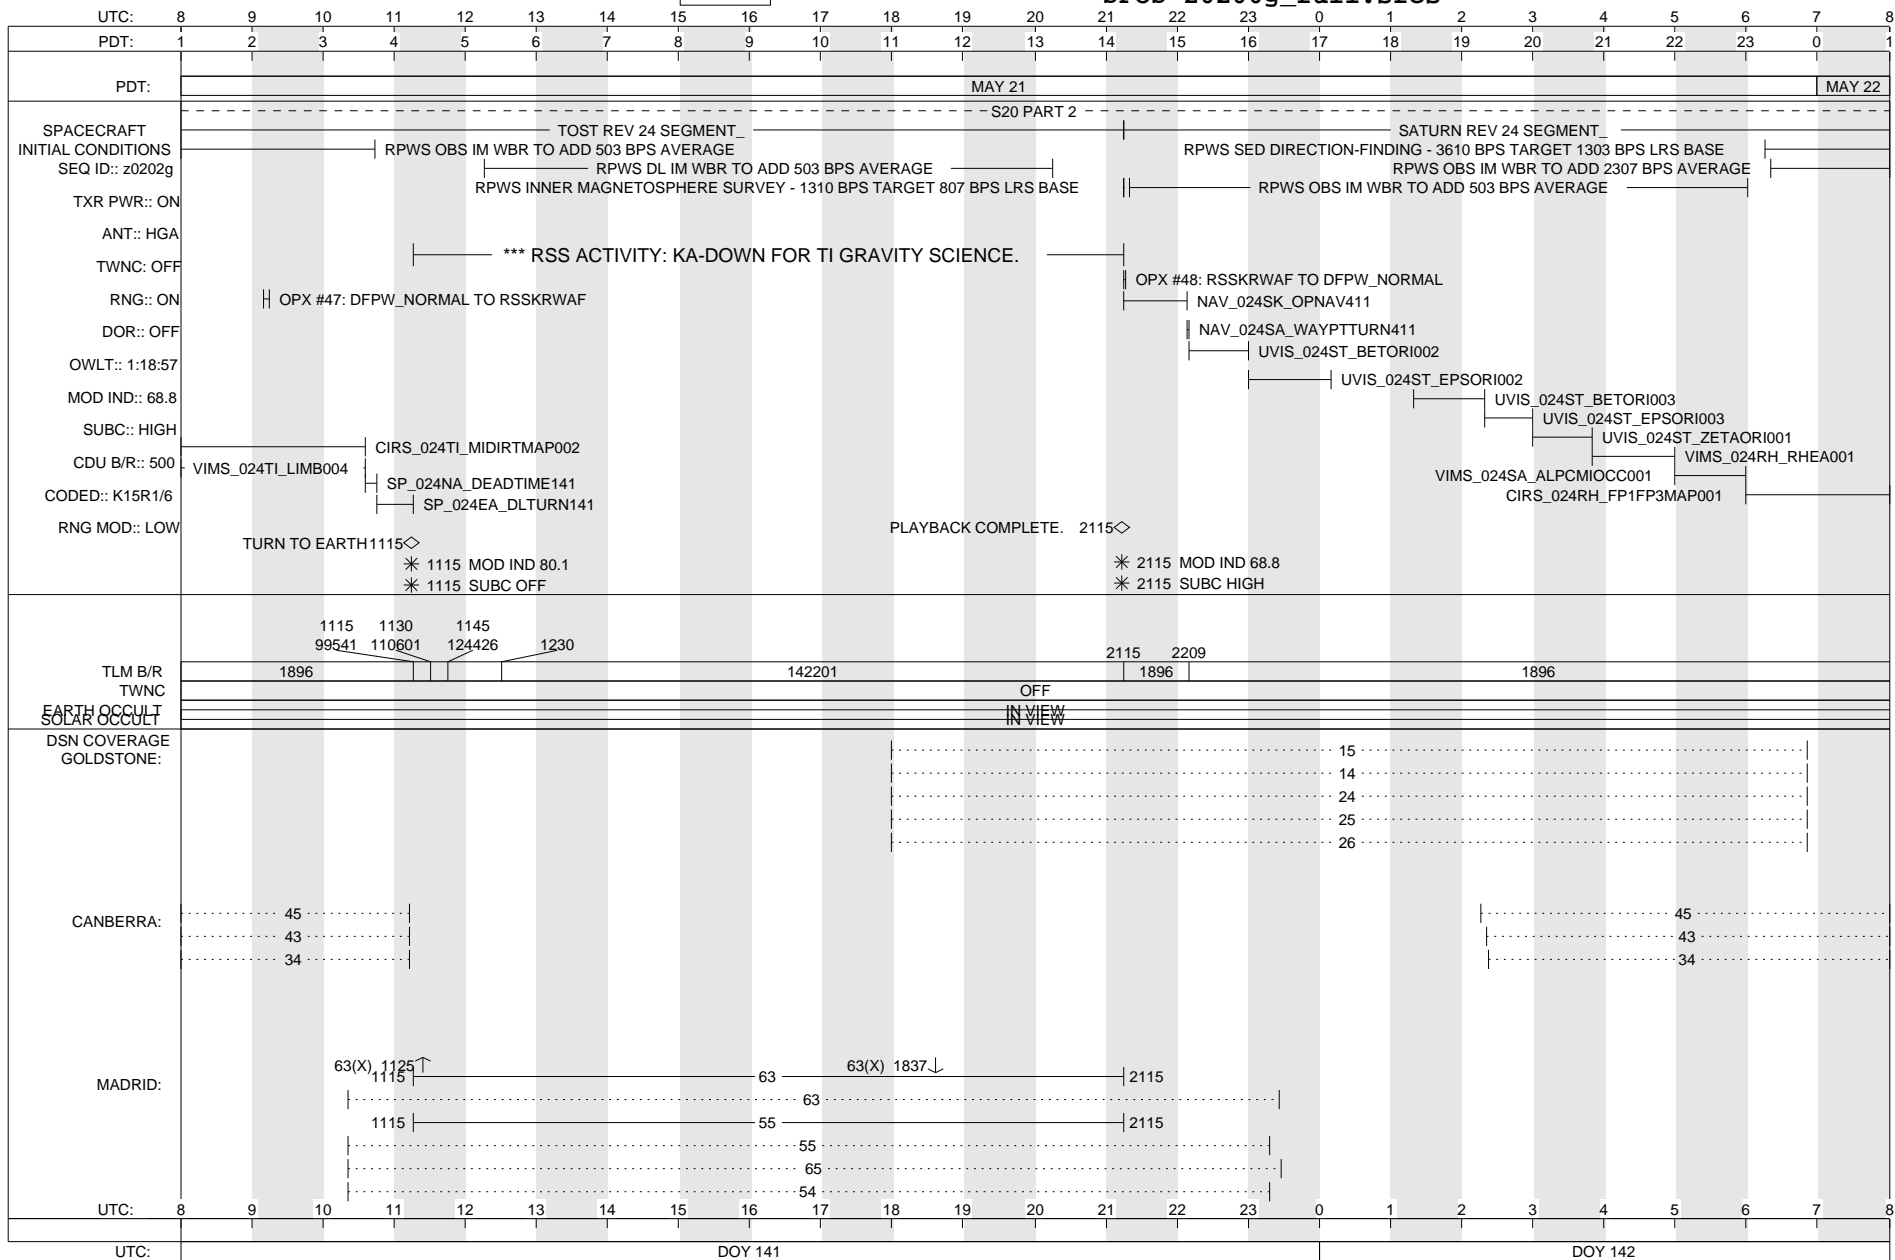 UTC: 8 9 10 11 12 13 14 15 16 17 18 19 20 21 22 23 0 1 2 3 4 5 6 7 8
PDT: 1 2 3 4 5 6 7 8 9 10 11 12 13 14 15 16 17 18 19 20 21 22 23 0 1
PDT: MAY 21 MAY 22
S20 PART 2
SPACECRAFT TOST REV 24 SEGMENT_ SATURN REV 24 SEGMENT_
INITIAL CONDITIONS RPWS OBS IM WBR TO ADD 503 BPS AVERAGE RPWS SED DIRECTION-FINDING - 3610 BPS TARGET 1303 BPS LRS BASE
SEQ ID:: z0202g RPWS DL IM WBR TO ADD 503 BPS AVERAGE RPWS OBS IM WBR TO ADD 2307 BPS AVERAGE
RPWS INNER MAGNETOSPHERE SURVEY - 1310 BPS TARGET 807 BPS LRS BASE RPWS OBS IM WBR TO ADD 503 BPS AVERAGE
TXR PWR:: ON
ANT:: HGA
*** RSS ACTIVITY: KA-DOWN FOR TI GRAVITY SCIENCE.
TWNC: OFF
OPX #48: RSSKRWAF TO DFPW_NORMAL
RNG:: ON OPX #47: DFPW_NORMAL TO RSSKRWAF NAV_024SK_OPNAV411
DOR:: OFF NAV_024SA_WAYPTTURN411
UVIS_024ST_BETORI002
OWLT:: 1:18:57
UVIS_024ST_EPSORI002
MOD IND:: 68.8 UVIS_024ST_BETORI003
UVIS_024ST_EPSORI003
SUBC:: HIGH UVIS_024ST_ZETAORI001
CIRS_024TI_MIDIRTMAP002
VIMS_024RH_RHEA001
CDU B/R:: 500 VIMS_024TI_LIMB004
VIMS_024SA_ALPCMIOCC001
SP_024NA_DEADTIME141
CODED:: K15R1/6 CIRS_024RH_FP1FP3MAP001
SP_024EA_DLTURN141
RNG MOD:: LOW PLAYBACK COMPLETE. 2115
TURN TO EARTH 1115
1115 MOD IND 80.1 2115 MOD IND 68.8
1115 SUBC OFF 2115 SUBC HIGH
1115 1130 1145
99541 110601 124426 1230 2115 2209
TLM B/R 1896 142201 1896 1896
TWNC OFF
EARTH OCCULT IN VIEW
SOLAR OCCULT IN VIEW
DSN COVERAGE
GOLDSTONE: 15
14
24
25
26
CANBERRA: 45 45
43 43
34 34
63(X) 1125 63(X) 1837
MADRID: 1115 63 2115
63
1115 55 2115
55
65
54
UTC: 8 9 10 11 12 13 14 15 16 17 18 19 20 21 22 23 0 1 2 3 4 5 6 7 8
UTC: DOY 141 DOY 142